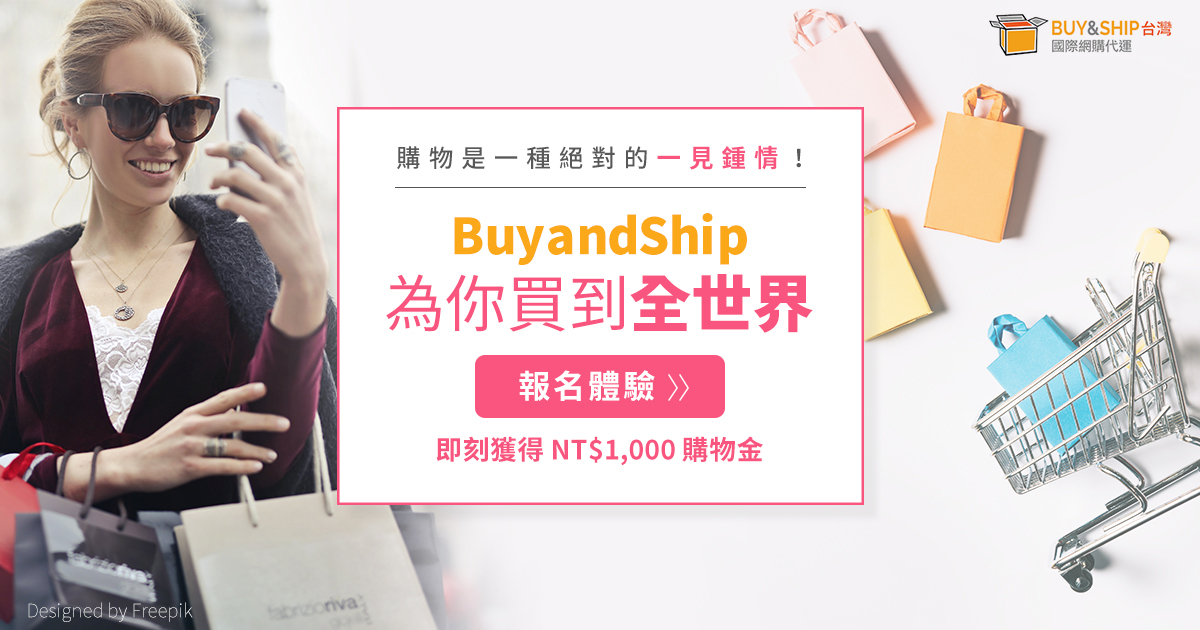 BUY&SHIP台灣
國際網購代運
購物是一種絕對的一見鍾情！
BuyandShip
為你買到全世界
報名體驗 》
即刻獲得 NT$1,000 購物金
fabrizioriva
Designed by Freepik